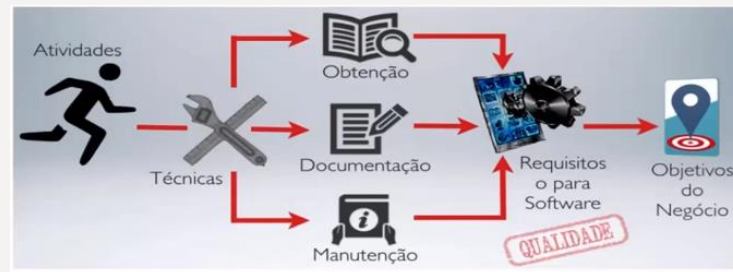 Atividades
Técnicas
Obtenção
Documentação
Manutenção
Requisitos
o para
Software
QUALIDADE
Objetivos
do
Negócio